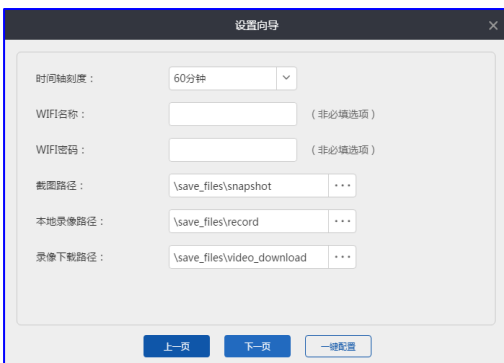 设置向导
时间轴刻度： 60分钟
WIFI名称： （非必填选项）
WIFI密码： （非必填选项）
截图路径： \save_files\snapshot ···
本地录像路径： \save_files\record ···
录像下载路径： \save_files\video_download ···
上一页 下一页 一键配置